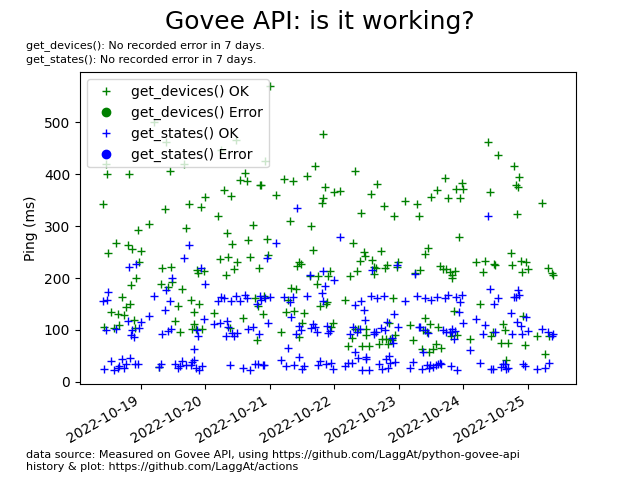 Govee API: is it working?
get_devices(): No recorded error in 7 days.
get_states(): No recorded error in 7 days.
get_devices() OK
get_devices() Error
get_states() OK
get_states() Error
Ping (ms)
500
400
300
200
100
0
2022-10-19
2022-10-20
2022-10-21
2022-10-22
2022-10-23
2022-10-24
2022-10-25
data source: Measured on Govee API, using https://github.com/LaggAt/python-govee-api
history & plot: https://github.com/LaggAt/actions